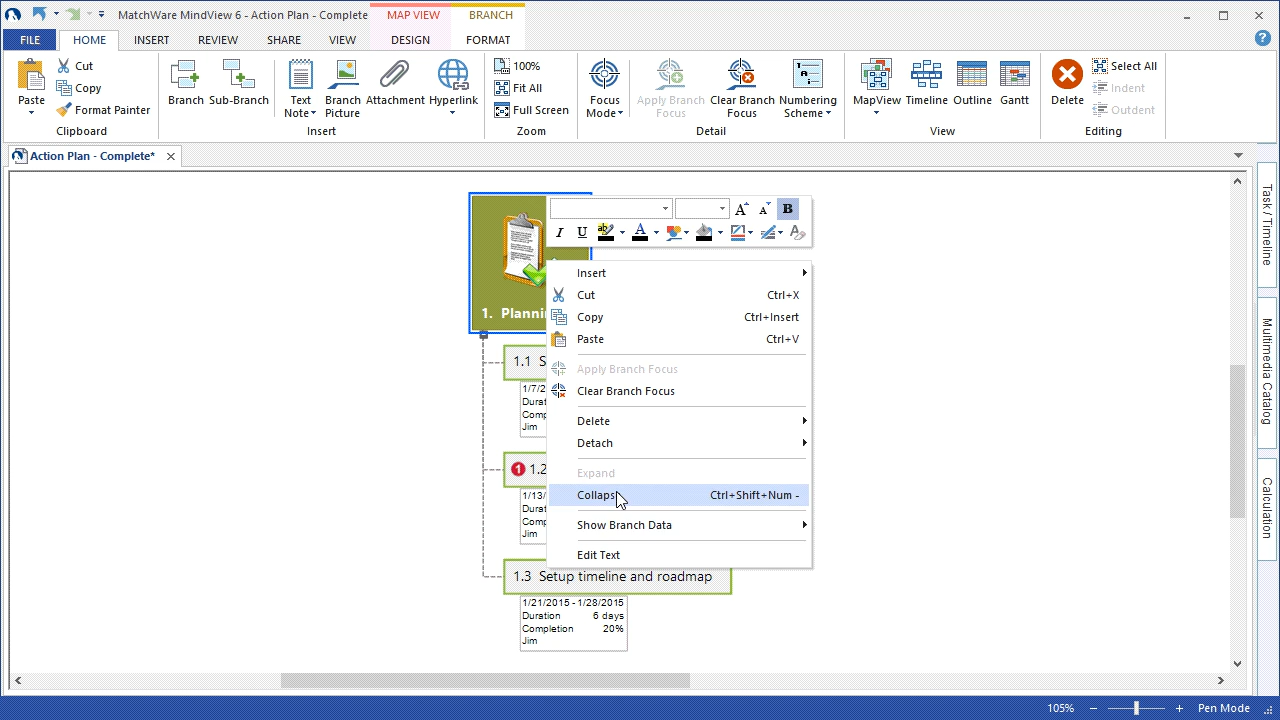 MatchWare MindView 6 - Action Plan - Complete
MAP VIEW
BRANCH
FILE
HOME
INSERT
REVIEW
SHARE
VIEW
DESIGN
FORMAT
Paste
Cut
Copy
Format Painter
Clipboard
Branch
Sub-Branch
Text Note
Branch Picture
Attachment
Hyperlink
Insert
100%
Fit All
Full Screen
Zoom
Focus Mode
Apply Branch Focus
Clear Branch Focus
Numbering Scheme
Detail
MapView
Timeline
Outline
Gantt
View
Delete
Select All
Indent
Outdent
Editing
Action Plan - Complete*
Task / Timeline
Multimedia Catalog
Calculation
A A B
I U ab A A
1. Plannin
Insert
Cut Ctrl+X
Copy Ctrl+Insert
Paste Ctrl+V
Apply Branch Focus
Clear Branch Focus
Delete
Detach
Expand
Collaps Ctrl+Shift+Num -
Show Branch Data
Edit Text
1.1 S
1/7/2
Durat
Comp
Jim
1 1.2
1/13/
Durat
Comp
Jim
1.3 Setup timeline and roadmap
1/21/2015 - 1/28/2015
Duration 6 days
Completion 20%
Jim
105%
Pen Mode